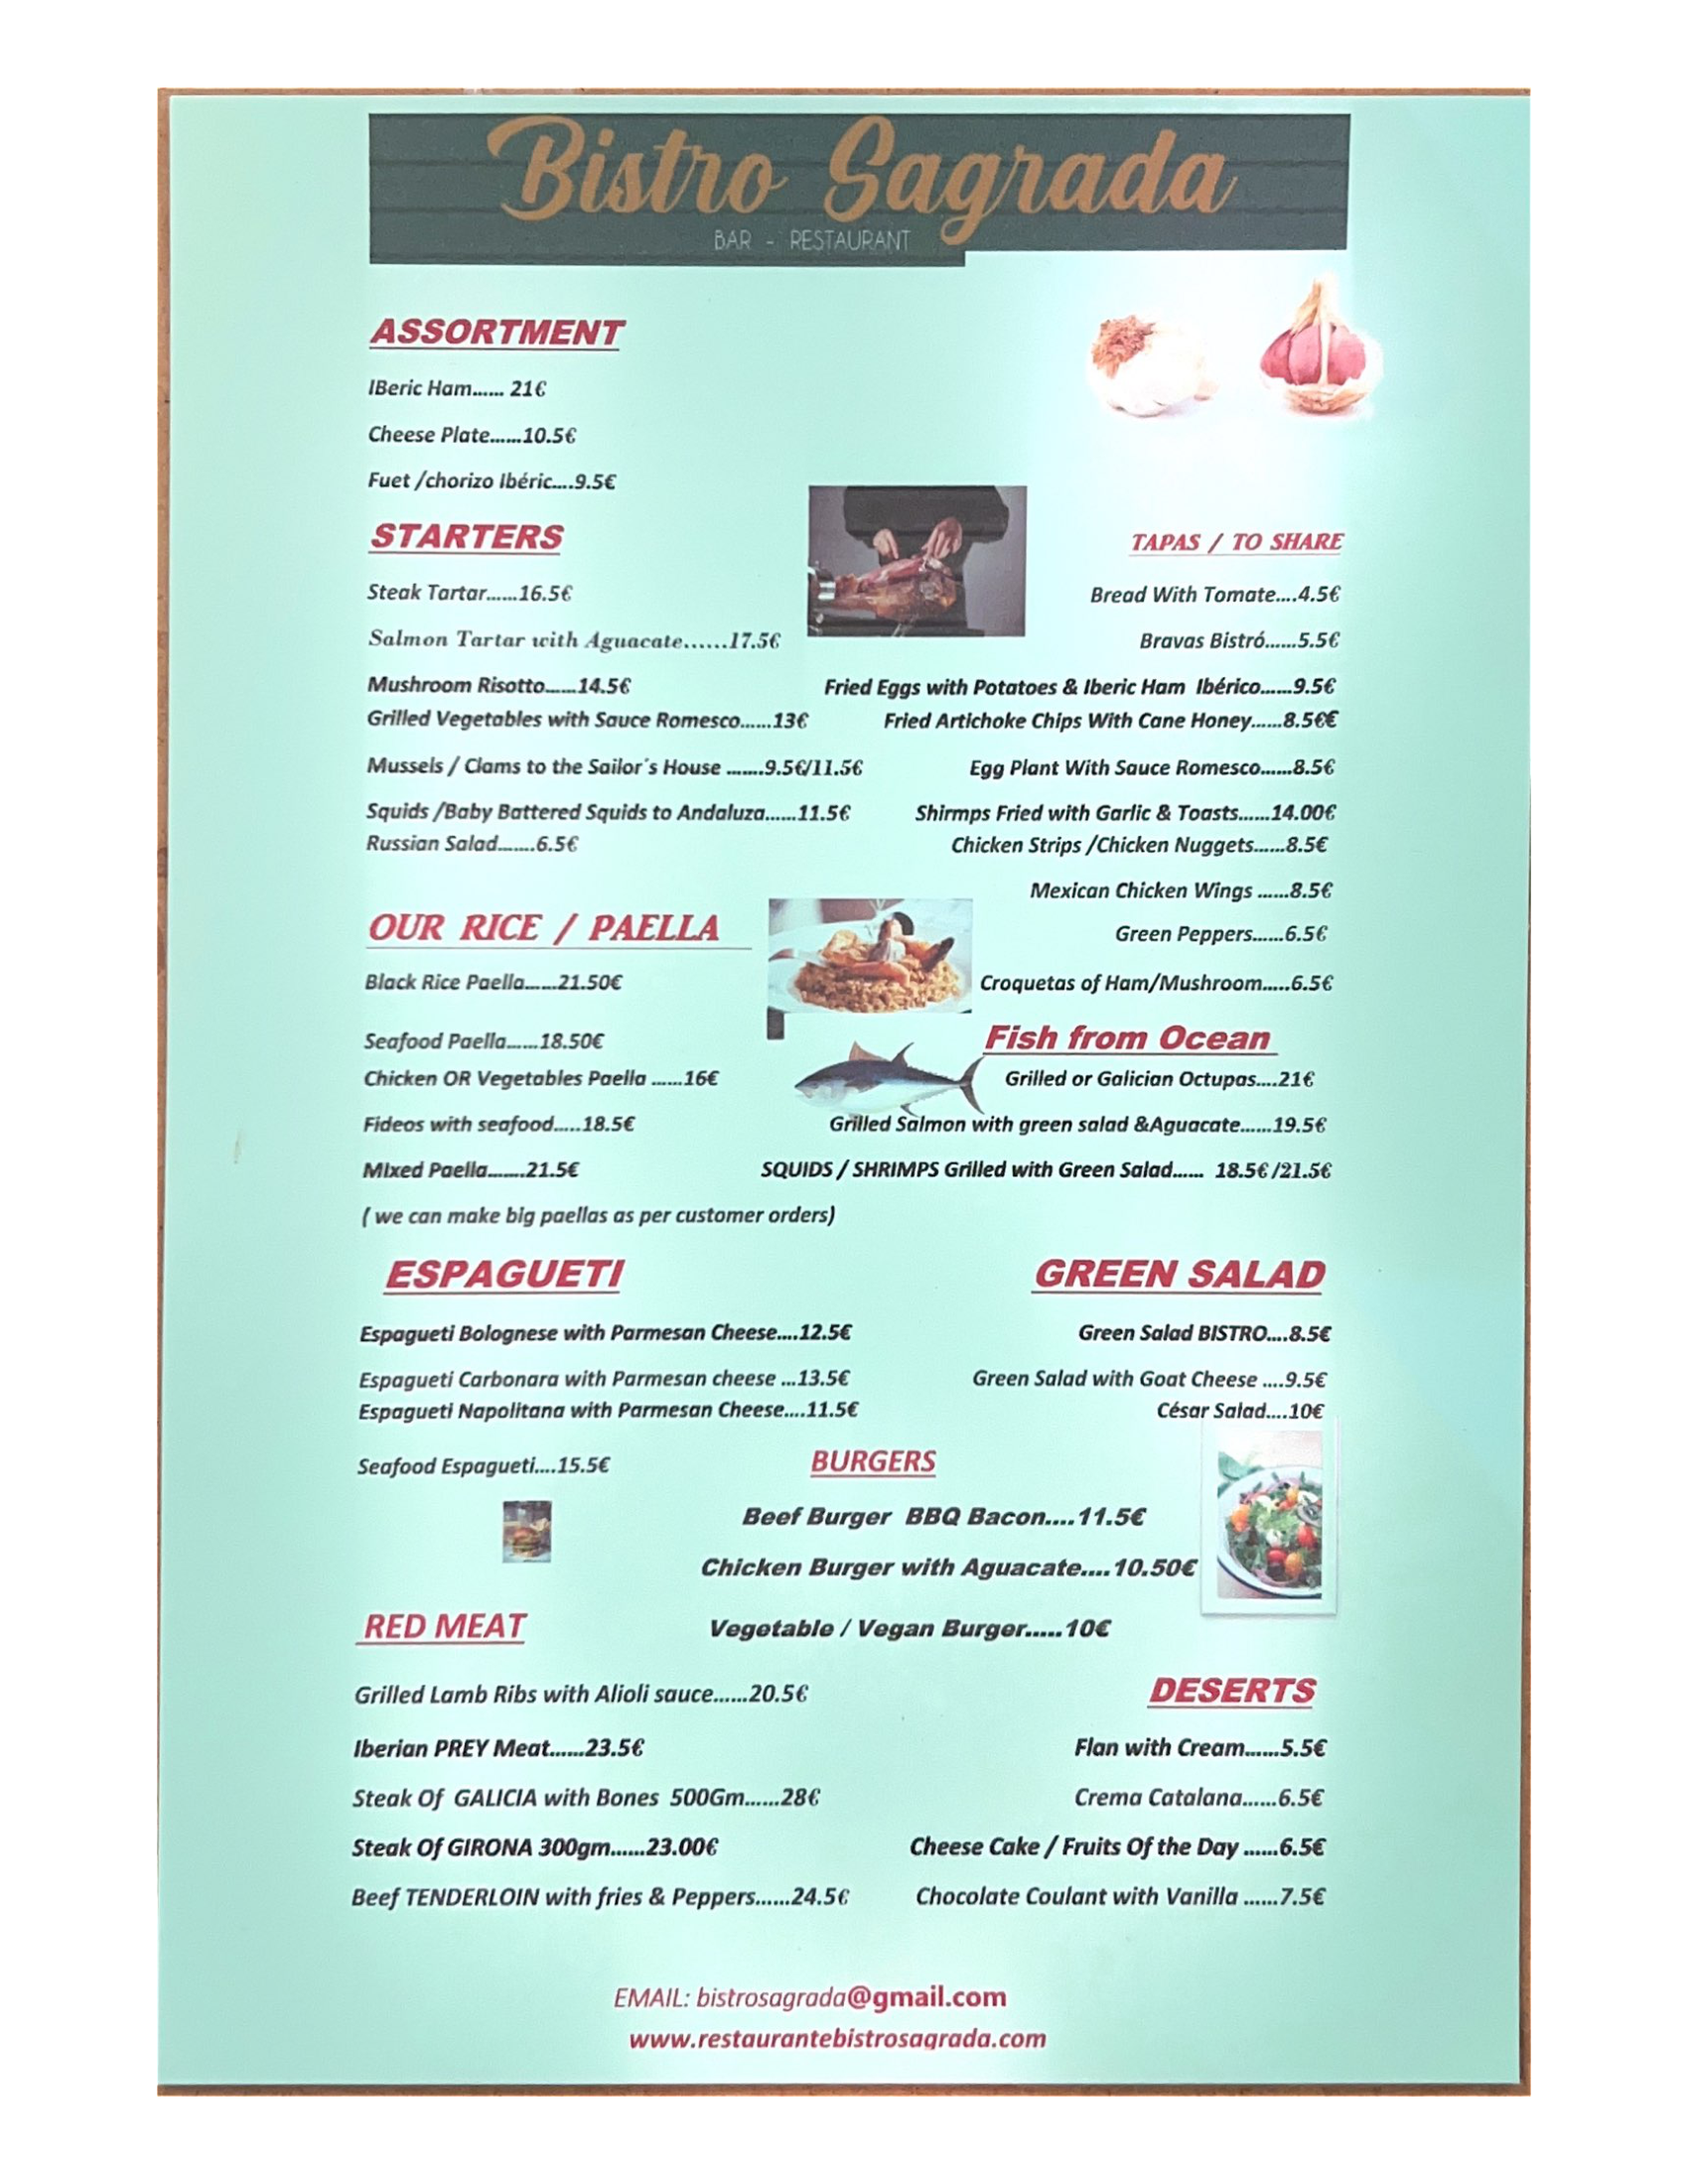 Bistro Sagrada
BAR - RESTAURANT
ASSORTMENT
IBeric Ham...... 21€
Cheese Plate......10.5€
Fuet /chorizo Ibéric....9.5€
STARTERS
Steak Tartar......16.5€
Salmon Tartar with Aguacate......17.5€
Mushroom Risotto......14.5€
Grilled Vegetables with Sauce Romesco......13€
Mussels / Clams to the Sailor´s House .......9.5€/11.5€
Squids /Baby Battered Squids to Andaluza......11.5€
Russian Salad.......6.5€
TAPAS / TO SHARE
Bread With Tomate....4.5€
Bravas Bistró......5.5€
Fried Eggs with Potatoes & Iberic Ham Ibérico......9.5€
Fried Artichoke Chips With Cane Honey......8.5€€
Egg Plant With Sauce Romesco......8.5€
Shirmps Fried with Garlic & Toasts......14.00€
Chicken Strips /Chicken Nuggets......8.5€
Mexican Chicken Wings ......8.5€
Green Peppers......6.5€
Croquetas of Ham/Mushroom.....6.5€
OUR RICE / PAELLA
Black Rice Paella......21.50€
Seafood Paella......18.50€
Chicken OR Vegetables Paella ......16€
Fideos with seafood.....18.5€
MIxed Paella.......21.5€
( we can make big paellas as per customer orders)
Fish from Ocean
Grilled or Galician Octupas....21€
Grilled Salmon with green salad &Aguacate......19.5€
SQUIDS / SHRIMPS Grilled with Green Salad...... 18.5€ /21.5€
ESPAGUETI
Espagueti Bolognese with Parmesan Cheese....12.5€
Espagueti Carbonara with Parmesan cheese ...13.5€
Espagueti Napolitana with Parmesan Cheese....11.5€
Seafood Espagueti....15.5€
GREEN SALAD
Green Salad BISTRO....8.5€
Green Salad with Goat Cheese ....9.5€
César Salad....10€
BURGERS
Beef Burger BBQ Bacon....11.5€
Chicken Burger with Aguacate....10.50€
Vegetable / Vegan Burger.....10€
RED MEAT
Grilled Lamb Ribs with Alioli sauce......20.5€
Iberian PREY Meat......23.5€
Steak Of GALICIA with Bones 500Gm......28€
Steak Of GIRONA 300gm......23.00€
Beef TENDERLOIN with fries & Peppers......24.5€
DESERTS
Flan with Cream......5.5€
Crema Catalana......6.5€
Cheese Cake / Fruits Of the Day ......6.5€
Chocolate Coulant with Vanilla ......7.5€
EMAIL: bistrosagrada@gmail.com
www.restaurantebistrosagrada.com